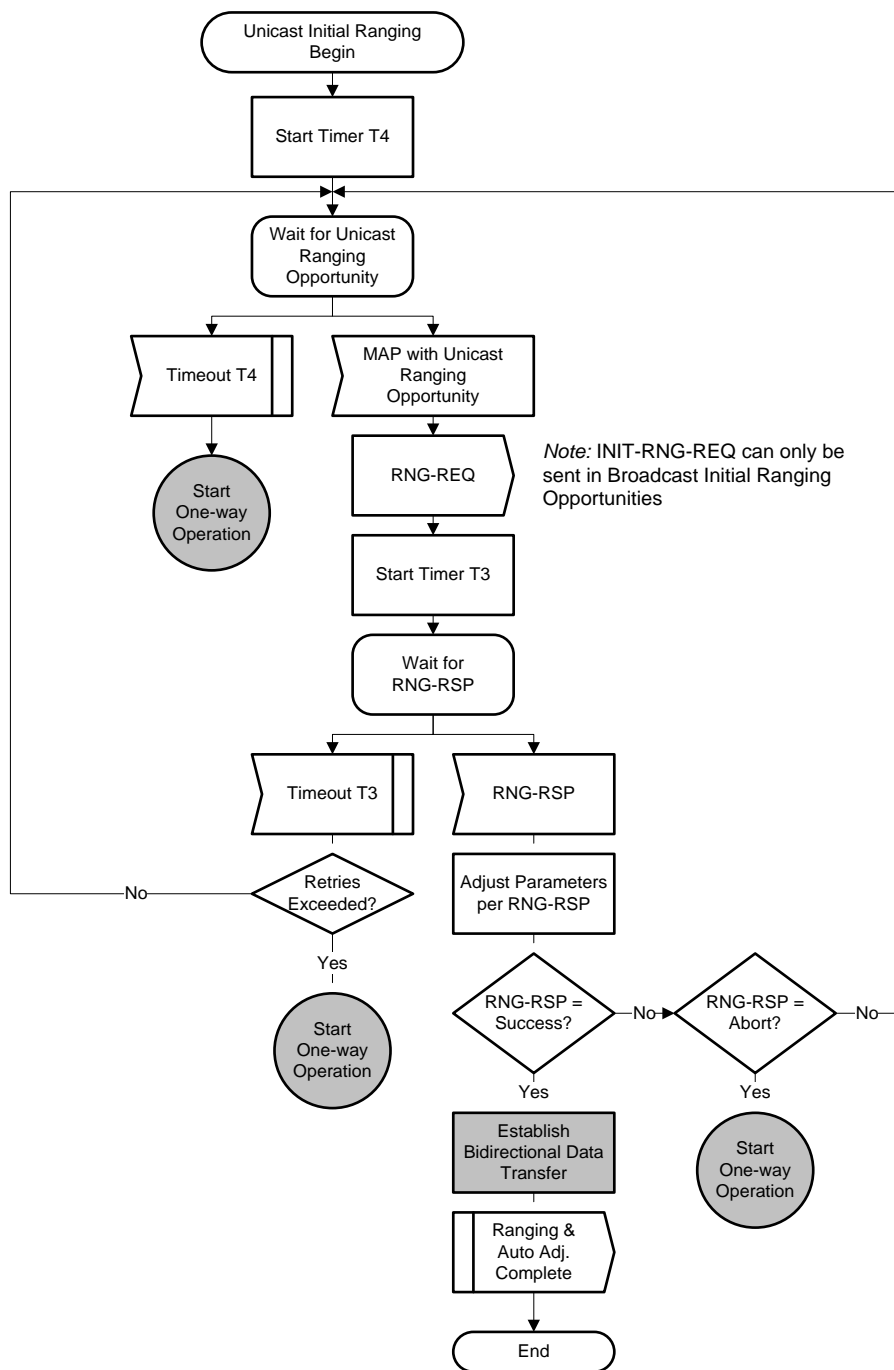 Unicast Initial Ranging
Begin
Start Timer T4
Wait for Unicast
Ranging
Opportunity
Timeout T4
MAP with Unicast
Ranging
Opportunity
Start
One-way
Operation
RNG-REQ
Note: INIT-RNG-REQ can only be
sent in Broadcast Initial Ranging
Opportunities
Start Timer T3
Wait for
RNG-RSP
Timeout T3
RNG-RSP
No
Retries
Exceeded?
Adjust Parameters
per RNG-RSP
Yes
Start
One-way
Operation
RNG-RSP =
Success?
No
RNG-RSP =
Abort?
No
Yes
Yes
Establish
Bidirectional Data
Transfer
Start
One-way
Operation
Ranging &
Auto Adj.
Complete
End